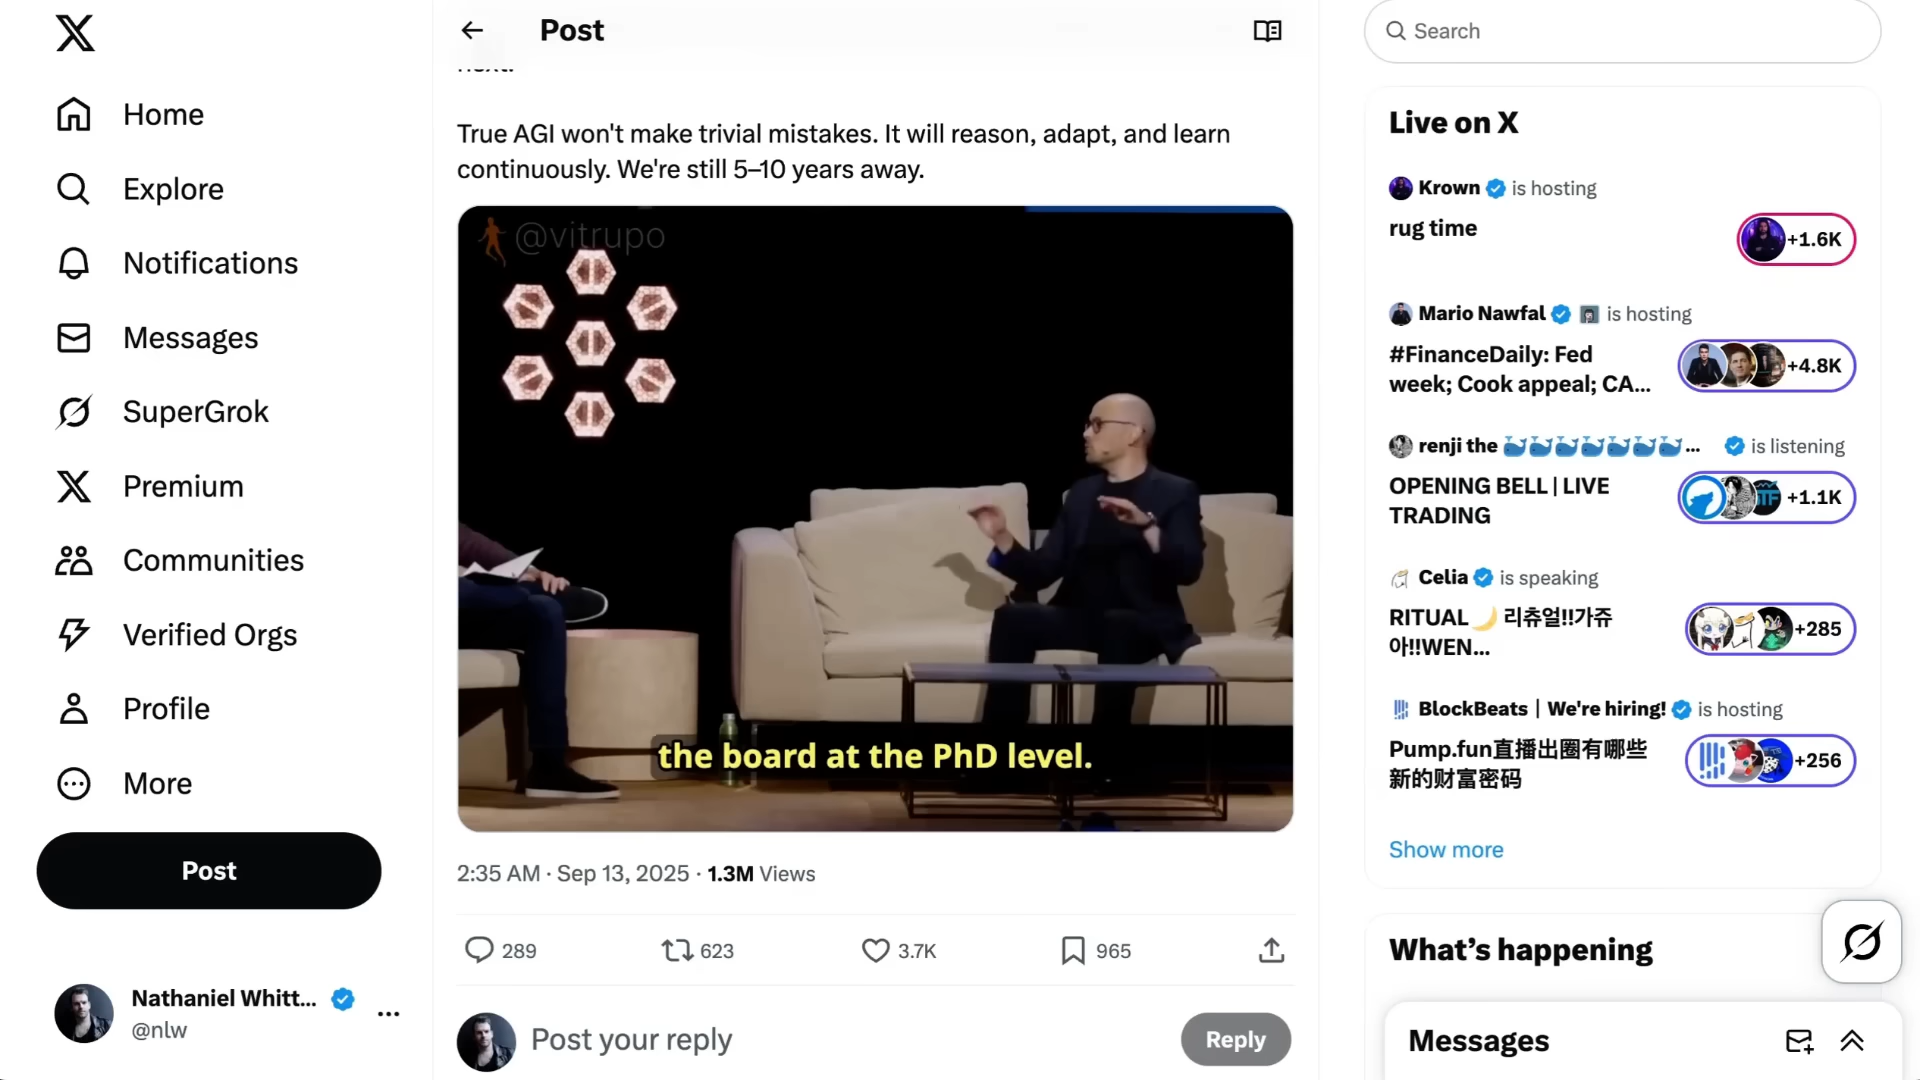 Home
Explore
Notifications
Messages
SuperGrok
Premium
Communities
Verified Orgs
Profile
More
Post
Nathaniel Whitt...
@nlw
Post
next.
True AGI won't make trivial mistakes. It will reason, adapt, and learn
continuously. We're still 5–10 years away.
@vitrupo
the board at the PhD level.
2:35 AM · Sep 13, 2025 · 1.3M Views
289
623
3.7K
965
Post your reply
Reply
Search
Live on X
Krown is hosting
rug time
+1.6K
Mario Nawfal is hosting
#FinanceDaily: Fed
week; Cook appeal; CA...
+4.8K
renji the 🐳🐳🐳🐳🐳🐳🐳... is listening
OPENING BELL | LIVE
TRADING
+1.1K
Celia is speaking
RITUAL🌙 리츄얼!!가쥬
아!!WEN...
+285
BlockBeats | We're hiring! is hosting
Pump.fun直播出圈有哪些
新的财富密码
+256
Show more
What's happening
Messages